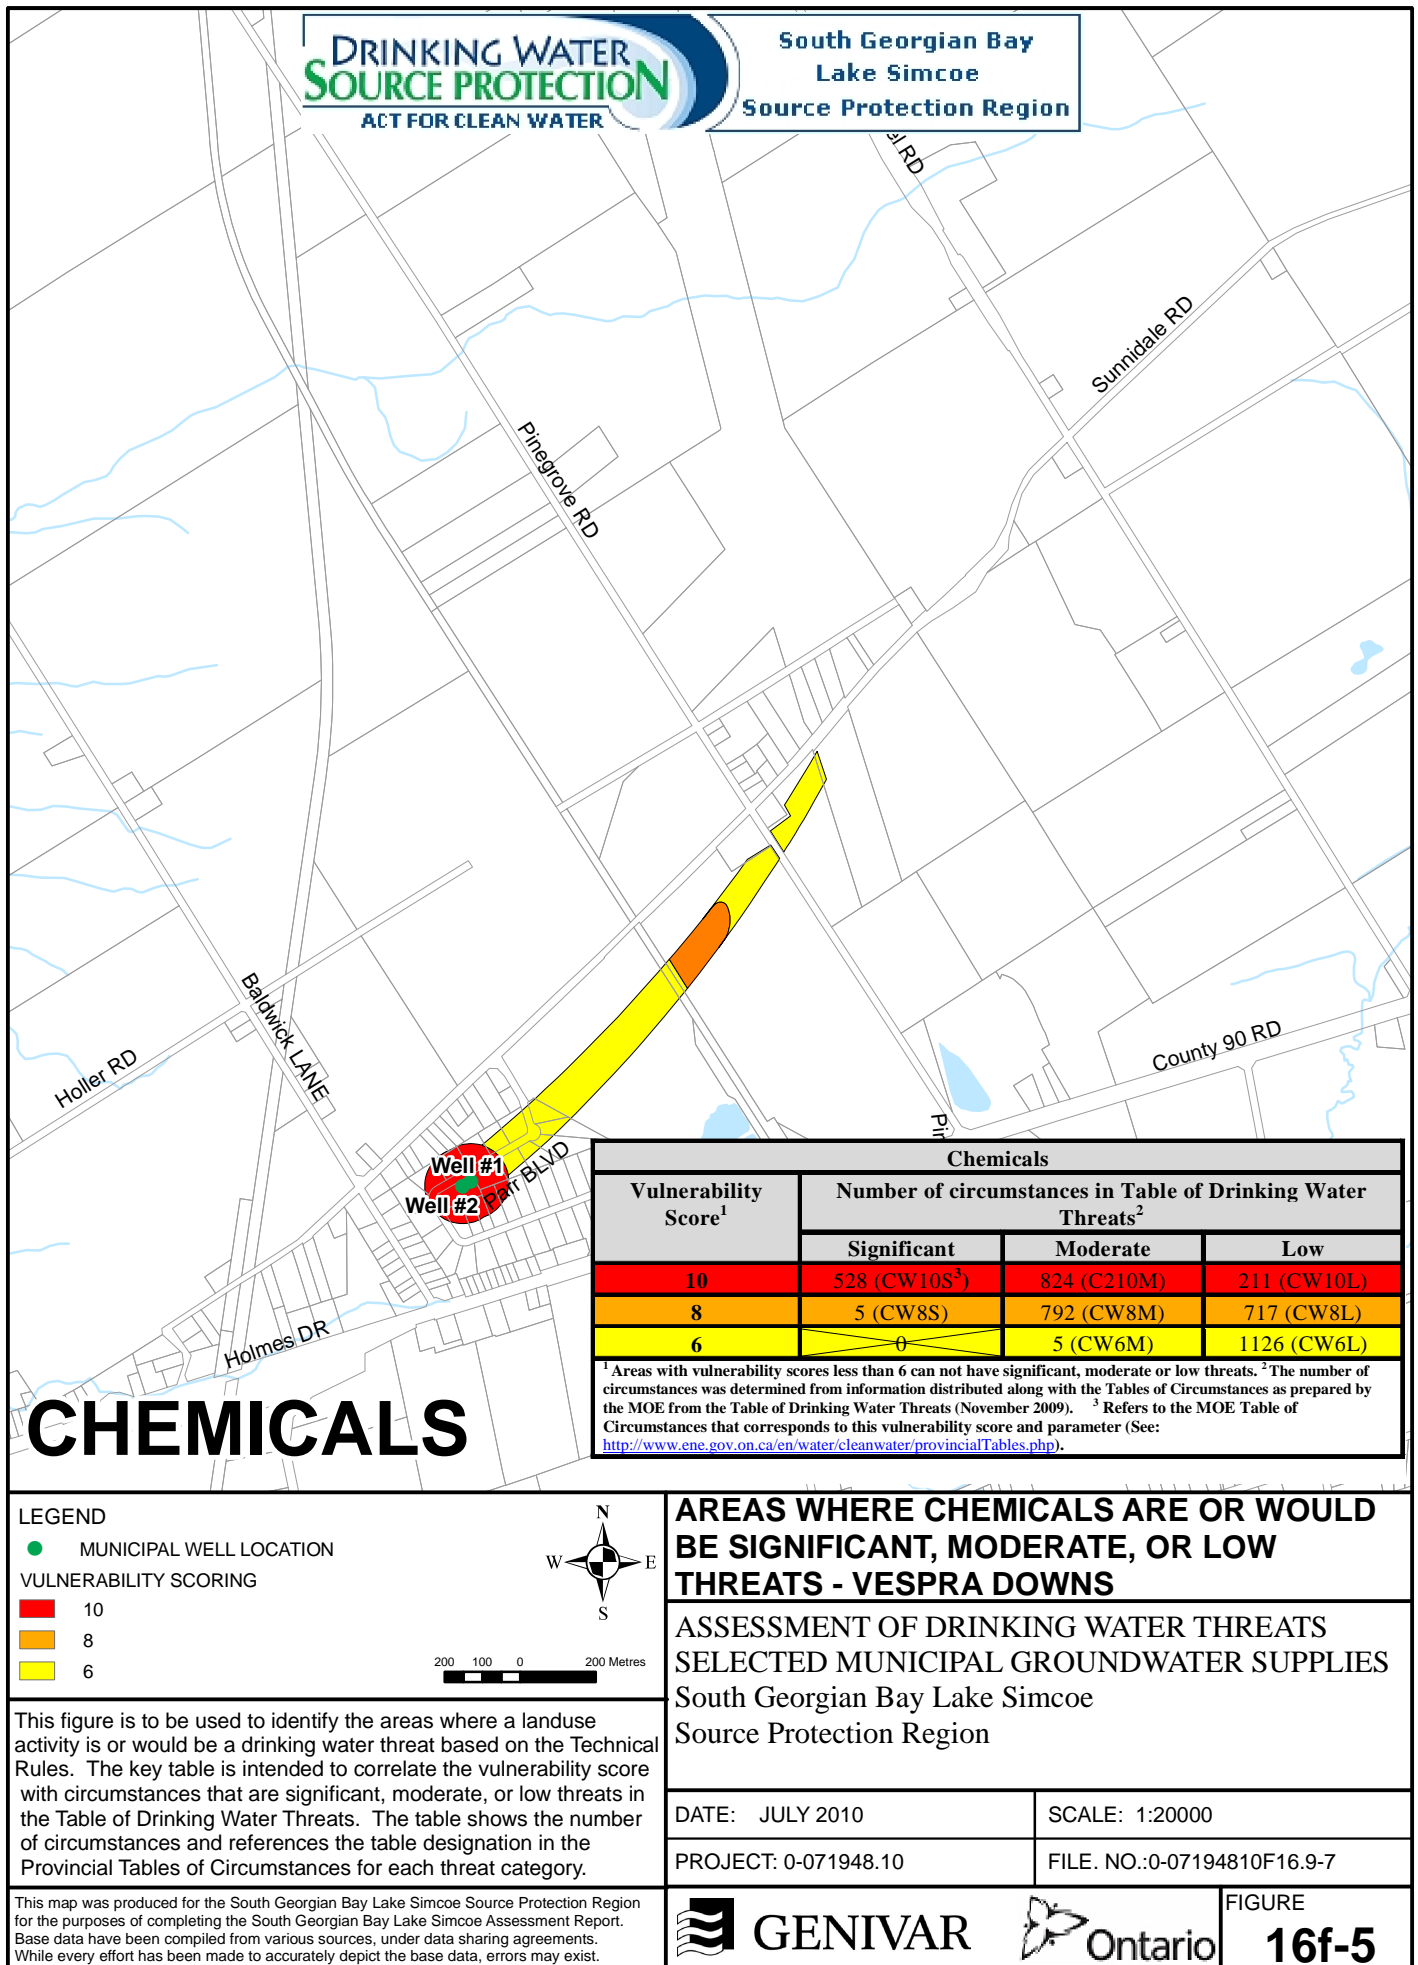 DRINKING WATER
SOURCE PROTECTION
ACT FOR CLEAN WATER
South Georgian Bay
Lake Simcoe
Source Protection Region
el RD
Sunnidale RD
Pinegrove RD
Baldwick LANE
Holler RD
County 90 RD
Pin
Well #1
Well #2
Parr BLVD
Holmes DR
CHEMICALS
Chemicals
Vulnerability Score1
Number of circumstances in Table of Drinking Water Threats2
Significant Moderate Low
10 528 (CW10S3) 824 (C210M) 211 (CW10L)
8 5 (CW8S) 792 (CW8M) 717 (CW8L)
6 0 5 (CW6M) 1126 (CW6L)
1 Areas with vulnerability scores less than 6 can not have significant, moderate or low threats. 2 The number of
circumstances was determined from information distributed along with the Tables of Circumstances as prepared by
the MOE from the Table of Drinking Water Threats (November 2009). 3 Refers to the MOE Table of
Circumstances that corresponds to this vulnerability score and parameter (See:
http://www.ene.gov.on.ca/en/water/cleanwater/provincialTables.php).
LEGEND
MUNICIPAL WELL LOCATION
VULNERABILITY SCORING
10
8
6
N
W E
S
200 100 0 200 Metres
This figure is to be used to identify the areas where a landuse
activity is or would be a drinking water threat based on the Technical
Rules. The key table is intended to correlate the vulnerability score
with circumstances that are significant, moderate, or low threats in
the Table of Drinking Water Threats. The table shows the number
of circumstances and references the table designation in the
Provincial Tables of Circumstances for each threat category.
This map was produced for the South Georgian Bay Lake Simcoe Source Protection Region
for the purposes of completing the South Georgian Bay Lake Simcoe Assessment Report.
Base data have been compiled from various sources, under data sharing agreements.
While every effort has been made to accurately depict the base data, errors may exist.
AREAS WHERE CHEMICALS ARE OR WOULD
BE SIGNIFICANT, MODERATE, OR LOW
THREATS - VESPRA DOWNS
ASSESSMENT OF DRINKING WATER THREATS
SELECTED MUNICIPAL GROUNDWATER SUPPLIES
South Georgian Bay Lake Simcoe
Source Protection Region
DATE: JULY 2010
SCALE: 1:20000
PROJECT: 0-071948.10
FILE. NO.:0-07194810F16.9-7
GENIVAR
Ontario
FIGURE
16f-5